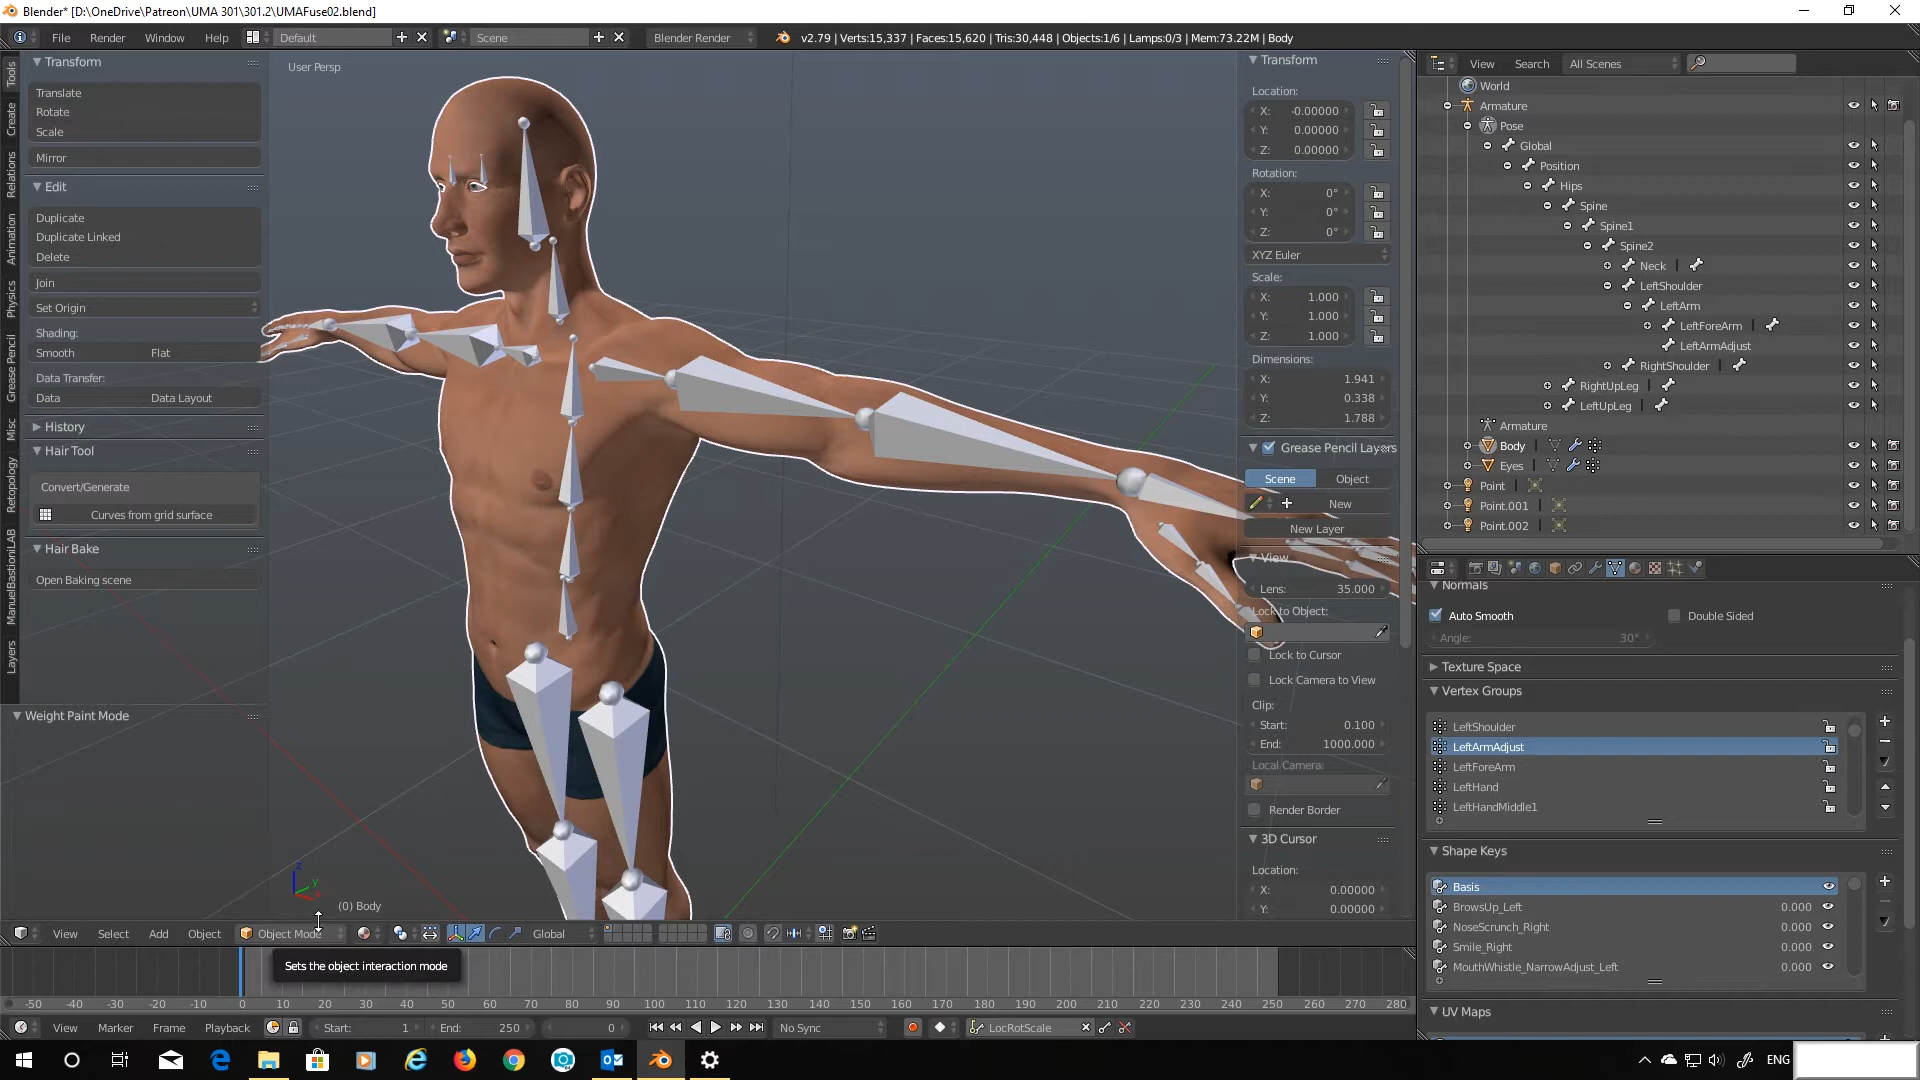 Blender* [D:\OneDrive\Patreon\UMA 301\301.2\UMAFuse02.blend]
File Render Window Help Default Scene Blender Render v2.79 | Verts:15,337 | Faces:15,620 | Tris:30,448 | Objects:1/6 | Lamps:0/3 | Mem:73.22M | Body
Tools
Create
Relations
Animation
Physics
Grease Pencil
Misc
Retopology
ManuelBastioniLAB
Layers
Transform
Translate
Rotate
Scale
Mirror
Edit
Duplicate
Duplicate Linked
Delete
Join
Set Origin
Shading:
Smooth Flat
Data Transfer:
Data Data Layout
History
Hair Tool
Convert/Generate
Curves from grid surface
Hair Bake
Open Baking scene
Weight Paint Mode
User Persp
(0) Body
z
y
Transform
Location:
X: -0.00000
Y: 0.00000
Z: 0.00000
Rotation:
X: 0°
Y: 0°
Z: 0°
XYZ Euler
Scale:
X: 1.000
Y: 1.000
Z: 1.000
Dimensions:
X: 1.941
Y: 0.338
Z: 1.788
Grease Pencil Layers
Scene Object
New
New Layer
View
Lens: 35.000
Lock to Object:
Lock to Cursor
Lock Camera to View
Clip:
Start: 0.100
End: 1000.000
Local Camera:
Render Border
3D Cursor
Location:
X: 0.00000
Y: 0.00000
View Search All Scenes
World
Armature
Pose
Global
Position
Hips
Spine
Spine1
Spine2
Neck
LeftShoulder
LeftArm
LeftForeArm
LeftArmAdjust
RightShoulder
RightUpLeg
LeftUpLeg
Armature
Body
Eyes
Point
Point.001
Point.002
Normals
Auto Smooth Double Sided
Angle: 30°
Texture Space
Vertex Groups
LeftShoulder
LeftArmAdjust
LeftForeArm
LeftHand
LeftHandMiddle1
Shape Keys
Basis
BrowsUp_Left 0.000
NoseScrunch_Right 0.000
Smile_Right 0.000
MouthWhistle_NarrowAdjust_Left 0.000
UV Maps
View Select Add Object Object Mode Global
Sets the object interaction mode
-50 -40 -30 -20 -10 0 10 20 30 40 50 60 70 80 90 100 110 120 130 140 150 160 170 180 190 200 210 220 230 240 250 260 270 280
View Marker Frame Playback Start: 1 End: 250 0 No Sync LocRotScale
ENG